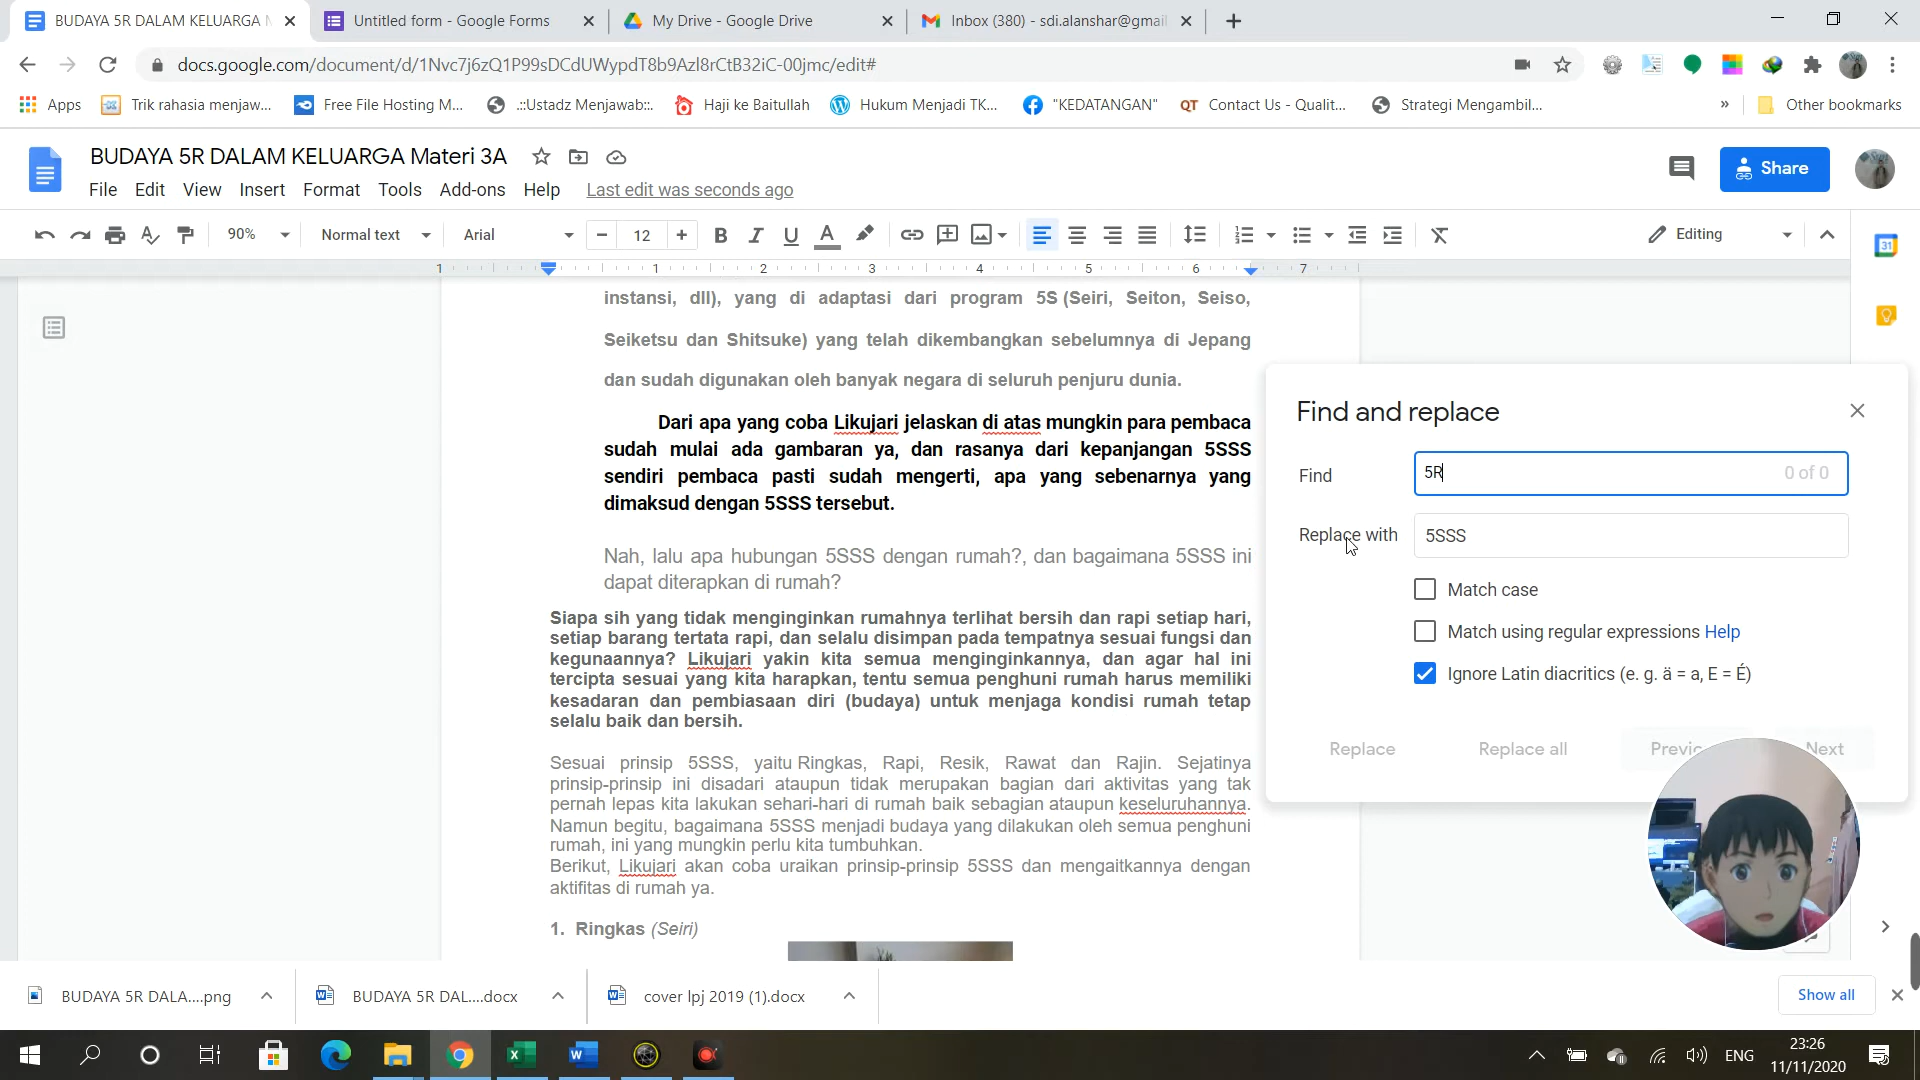 BUDAYA 5R DALAM KELUARGA M
Untitled form - Google Forms
My Drive - Google Drive
Inbox (380) - sdi.alanshar@gmail
docs.google.com/document/d/1Nvc7j6zQ1P99sDCdUWypdT8b9Azl8rCtB32iC-00jmc/edit#
Apps
Trik rahasia menjaw...
Free File Hosting M...
.::Ustadz Menjawab::.
Haji ke Baitullah
Hukum Menjadi TK...
"KEDATANGAN"
QT Contact Us - Qualit...
Strategi Mengambil...
»
Other bookmarks
BUDAYA 5R DALAM KELUARGA Materi 3A
Share
File Edit View Insert Format Tools Add-ons Help Last edit was seconds ago
90% Normal text Arial - 12 + B I U A Editing
31
1 1 2 3 4 5 6 7
instansi, dll), yang di adaptasi dari program 5S (Seiri, Seiton, Seiso,
Seiketsu dan Shitsuke) yang telah dikembangkan sebelumnya di Jepang
dan sudah digunakan oleh banyak negara di seluruh penjuru dunia.
Dari apa yang coba Likujari jelaskan di atas mungkin para pembaca
sudah mulai ada gambaran ya, dan rasanya dari kepanjangan 5SSS
sendiri pembaca pasti sudah mengerti, apa yang sebenarnya yang
dimaksud dengan 5SSS tersebut.
Nah, lalu apa hubungan 5SSS dengan rumah?, dan bagaimana 5SSS ini
dapat diterapkan di rumah?
Siapa sih yang tidak menginginkan rumahnya terlihat bersih dan rapi setiap hari,
setiap barang tertata rapi, dan selalu disimpan pada tempatnya sesuai fungsi dan
kegunaannya? Likujari yakin kita semua menginginkannya, dan agar hal ini
tercipta sesuai yang kita harapkan, tentu semua penghuni rumah harus memiliki
kesadaran dan pembiasaan diri (budaya) untuk menjaga kondisi rumah tetap
selalu baik dan bersih.
Sesuai prinsip 5SSS, yaitu Ringkas, Rapi, Resik, Rawat dan Rajin. Sejatinya
prinsip-prinsip ini disadari ataupun tidak merupakan bagian dari aktivitas yang tak
pernah lepas kita lakukan sehari-hari di rumah baik sebagian ataupun keseluruhannya.
Namun begitu, bagaimana 5SSS menjadi budaya yang dilakukan oleh semua penghuni
rumah, ini yang mungkin perlu kita tumbuhkan.
Berikut, Likujari akan coba uraikan prinsip-prinsip 5SSS dan mengaitkannya dengan
aktifitas di rumah ya.
1. Ringkas (Seiri)
Find and replace
Find 5R 0 of 0
Replace with 5SSS
Match case
Match using regular expressions Help
Ignore Latin diacritics (e. g. ä = a, E = É)
Replace Replace all Previc Next
BUDAYA 5R DALA....png
BUDAYA 5R DAL....docx
cover lpj 2019 (1).docx
Show all
ENG
23:26
11/11/2020